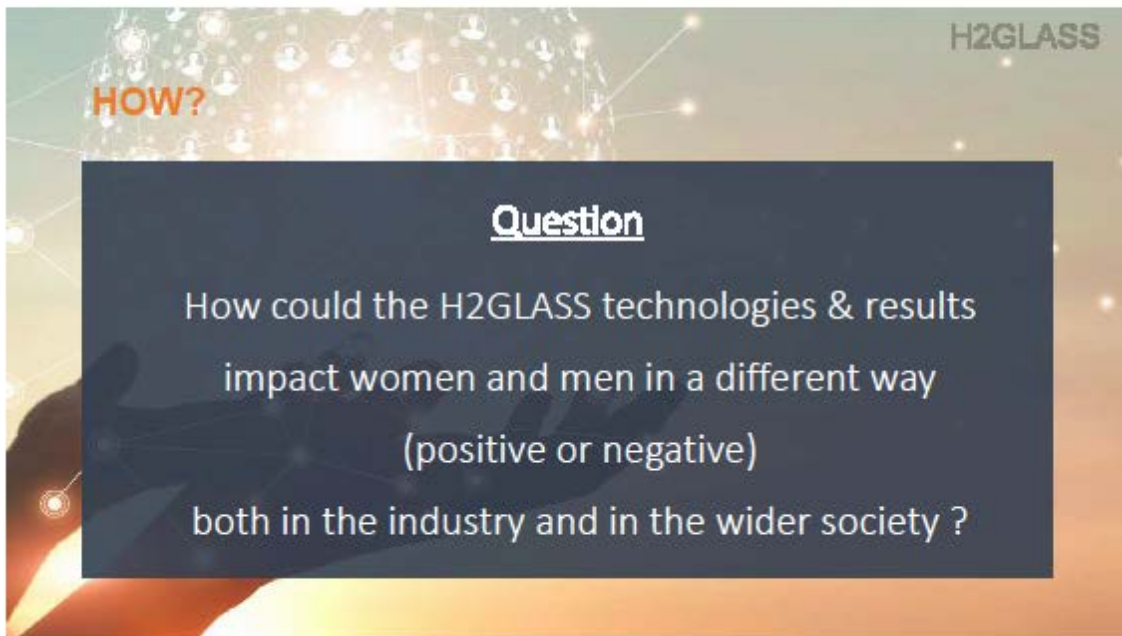 H2GLASS
HOW?
Question
How could the H2GLASS technologies & results
impact women and men in a different way
(positive or negative)
both in the industry and in the wider society ?